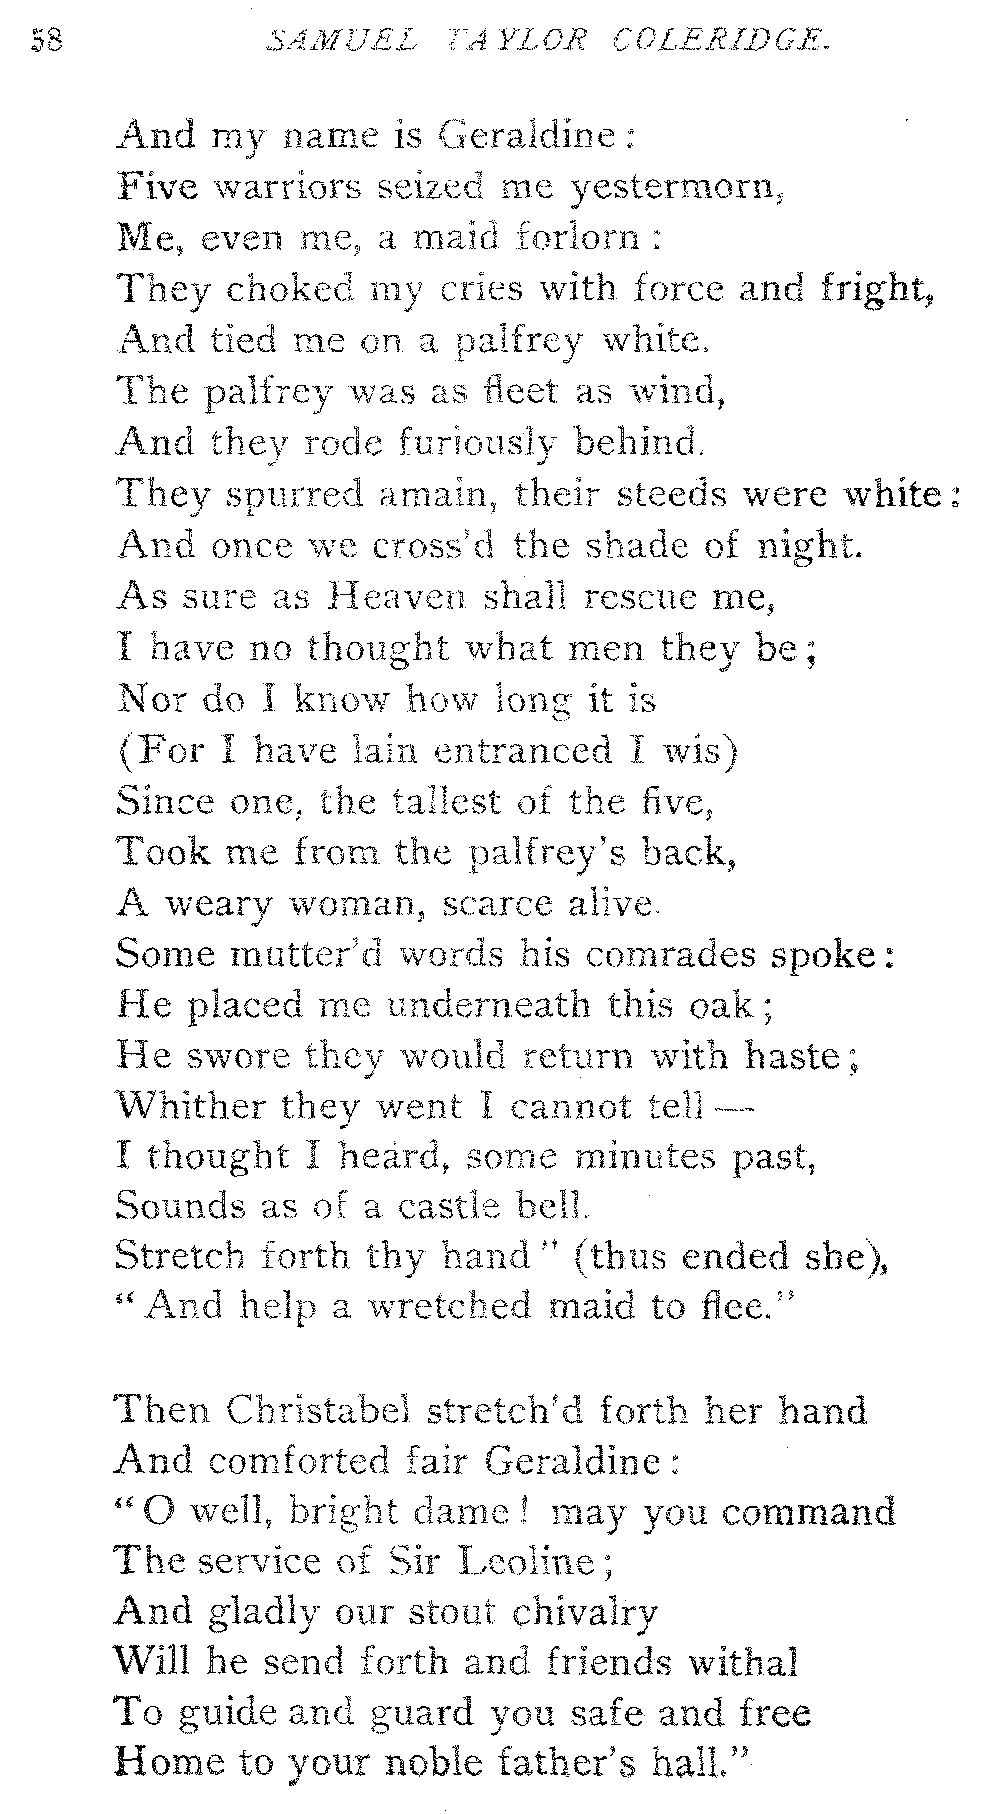 58 SAMUEL TAYLOR COLERIDGE.
And my name is Geraldine :
Five warriors seized me yestermorn,
Me, even me, a maid forlorn :
They choked my cries with force and fright,
And tied me on a palfrey white.
The palfrey was as fleet as wind,
And they rode furiously behind.
They spurred amain, their steeds were white :
And once we cross'd the shade of night.
As sure as Heaven shall rescue me,
I have no thought what men they be ;
Nor do I know how long it is
(For I have lain entranced I wis)
Since one, the tallest of the five,
Took me from the palfrey's back,
A weary woman, scarce alive.
Some mutter'd words his comrades spoke :
He placed me underneath this oak ;
He swore they would return with haste ;
Whither they went I cannot tell —
I thought I heard, some minutes past,
Sounds as of a castle bell.
Stretch forth thy hand " (thus ended she),
" And help a wretched maid to flee."
Then Christabel stretch'd forth her hand
And comforted fair Geraldine :
" O well, bright dame ! may you command
The service of Sir Leoline ;
And gladly our stout chivalry
Will he send forth and friends withal
To guide and guard you safe and free
Home to your noble father's hall."